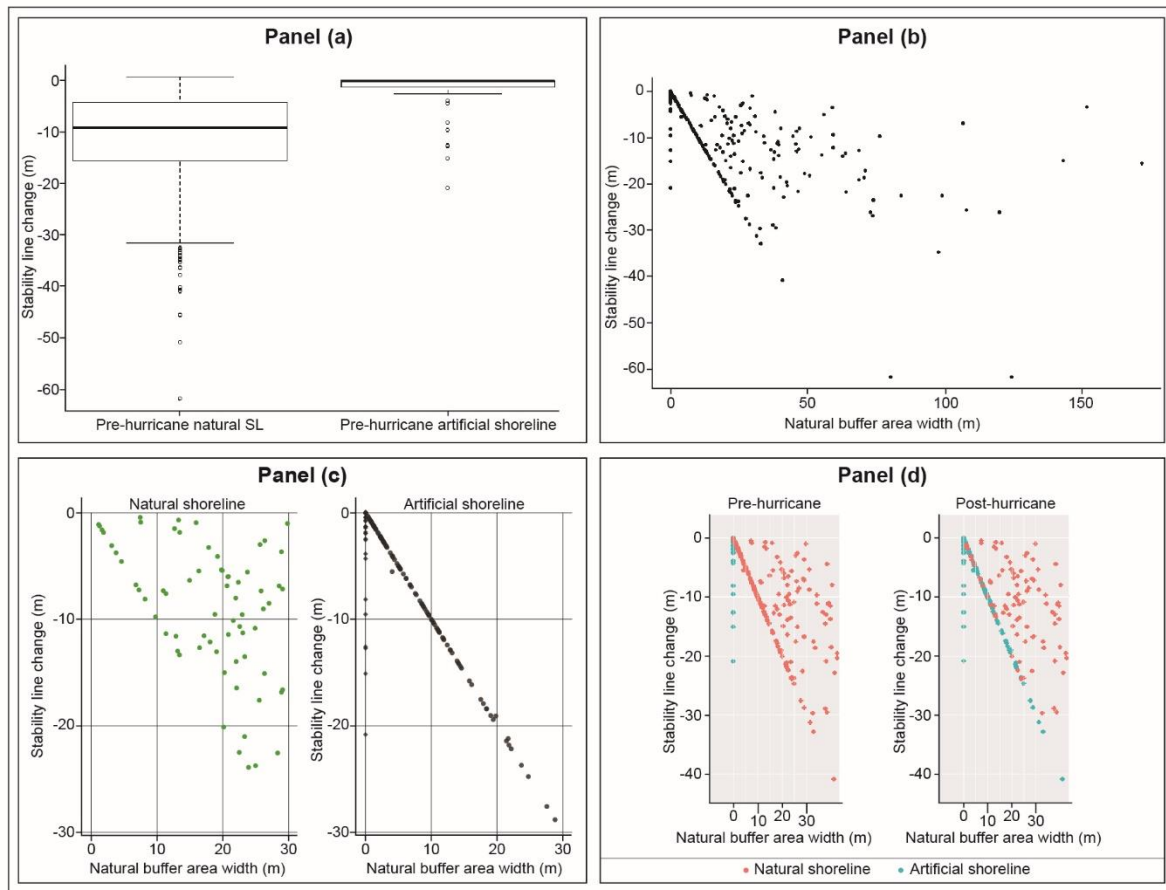 Panel (a)
Stability line change (m)
0
-10
-20
-30
-40
-50
-60
Pre-hurricane natural SL
Pre-hurricane artificial shoreline
Panel (b)
Stability line change (m)
0
-10
-20
-30
-40
-50
-60
0
50
100
150
Natural buffer area width (m)
Panel (c)
Natural shoreline
Stability line change (m)
0
-10
-20
-30
0
10
20
30
Natural buffer area width (m)
Artificial shoreline
Stability line change (m)
0
-10
-20
-30
0
10
20
30
Natural buffer area width (m)
Panel (d)
Pre-hurricane
Stability line change (m)
0
-10
-20
-30
-40
0
10
20
30
Natural buffer area width (m)
Post-hurricane
Stability line change (m)
0
-10
-20
-30
-40
0
10
20
30
Natural buffer area width (m)
Natural shoreline
Artificial shoreline